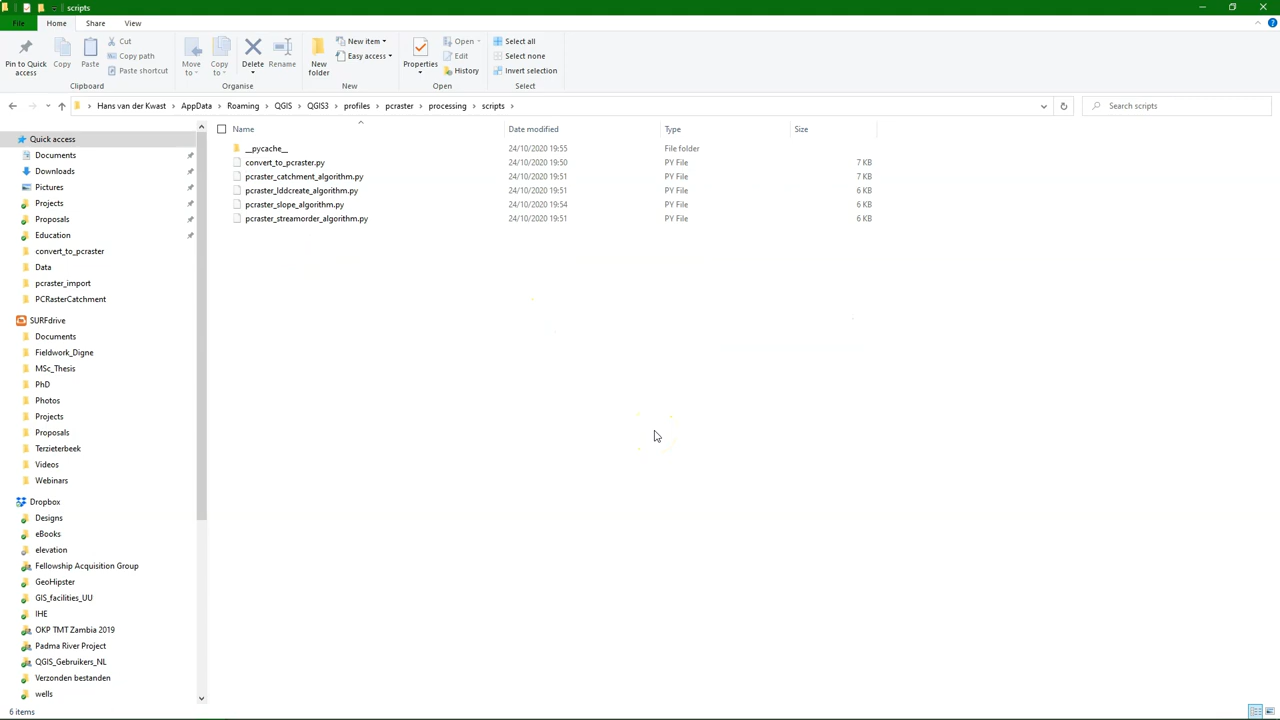 scripts
File
Home
Share
View
Pin to Quick access
Copy
Paste
Cut
Copy path
Paste shortcut
Clipboard
Move to
Copy to
Delete
Rename
Organise
New folder
New item
Easy access
New
Properties
Open
Edit
History
Open
Select all
Select none
Invert selection
Select
Hans van der Kwast > AppData > Roaming > QGIS > QGIS3 > profiles > pcraster > processing > scripts >
Search scripts
Name Date modified Type Size
__pycache__ 24/10/2020 19:55 File folder
convert_to_pcraster.py 24/10/2020 19:50 PY File 7 KB
pcraster_catchment_algorithm.py 24/10/2020 19:51 PY File 7 KB
pcraster_lddcreate_algorithm.py 24/10/2020 19:51 PY File 6 KB
pcraster_slope_algorithm.py 24/10/2020 19:54 PY File 6 KB
pcraster_streamorder_algorithm.py 24/10/2020 19:51 PY File 6 KB
Quick access
Documents
Downloads
Pictures
Projects
Proposals
Education
convert_to_pcraster
Data
pcraster_import
PCRasterCatchment
SURFdrive
Documents
Fieldwork_Digne
MSc_Thesis
PhD
Photos
Projects
Proposals
Terzieterbeek
Videos
Webinars
Dropbox
Designs
eBooks
elevation
Fellowship Acquisition Group
GeoHipster
GIS_facilities_UU
IHE
OKP TMT Zambia 2019
Padma River Project
QGIS_Gebruikers_NL
Verzonden bestanden
wells
6 items